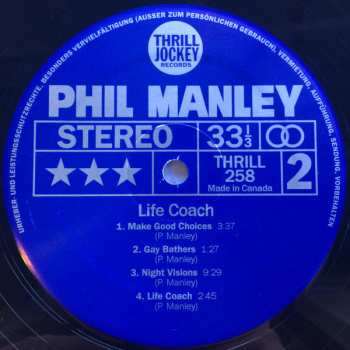 THRILL
JOCKEY
RECORDS
URHEBER- UND LEISTUNGSSCHUTZRECHTE, BESONDERS VERVIELFÄLTIGUNG (AUSSER ZUM PERSÖNLICHEN GEBRAUCH), VERMIETUNG, AUFFÜHRUNG, SENDUNG, VORBEHALTEN.
PHIL MANLEY
STEREO
33 1/3
THRILL
258
Made in Canada
2
Life Coach
1. Make Good Choices 3:37
(P. Manley)
2. Gay Bathers 1:27
(P. Manley)
3. Night Visions 9:29
(P. Manley)
4. Life Coach 2:45
(P. Manley)